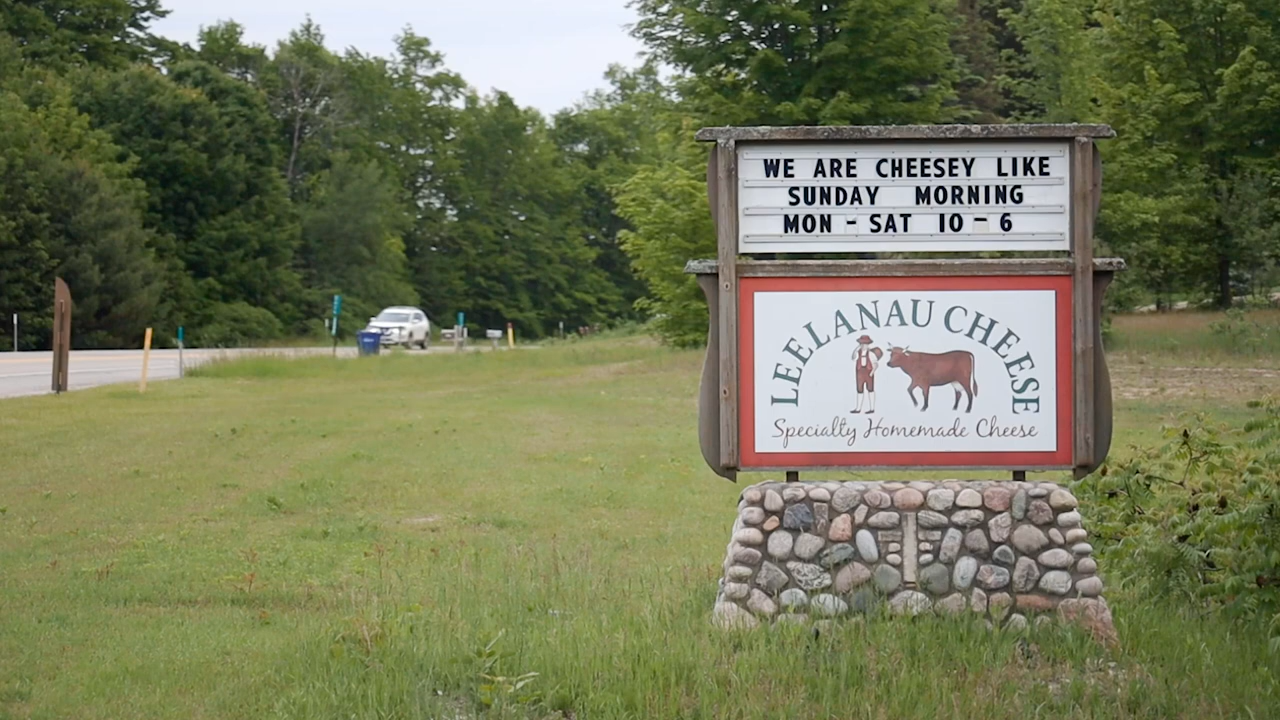 WE ARE CHEESEY LIKE
SUNDAY MORNING
MON - SAT 10 - 6
LEELANAU CHEESE
Specialty Homemade Cheese